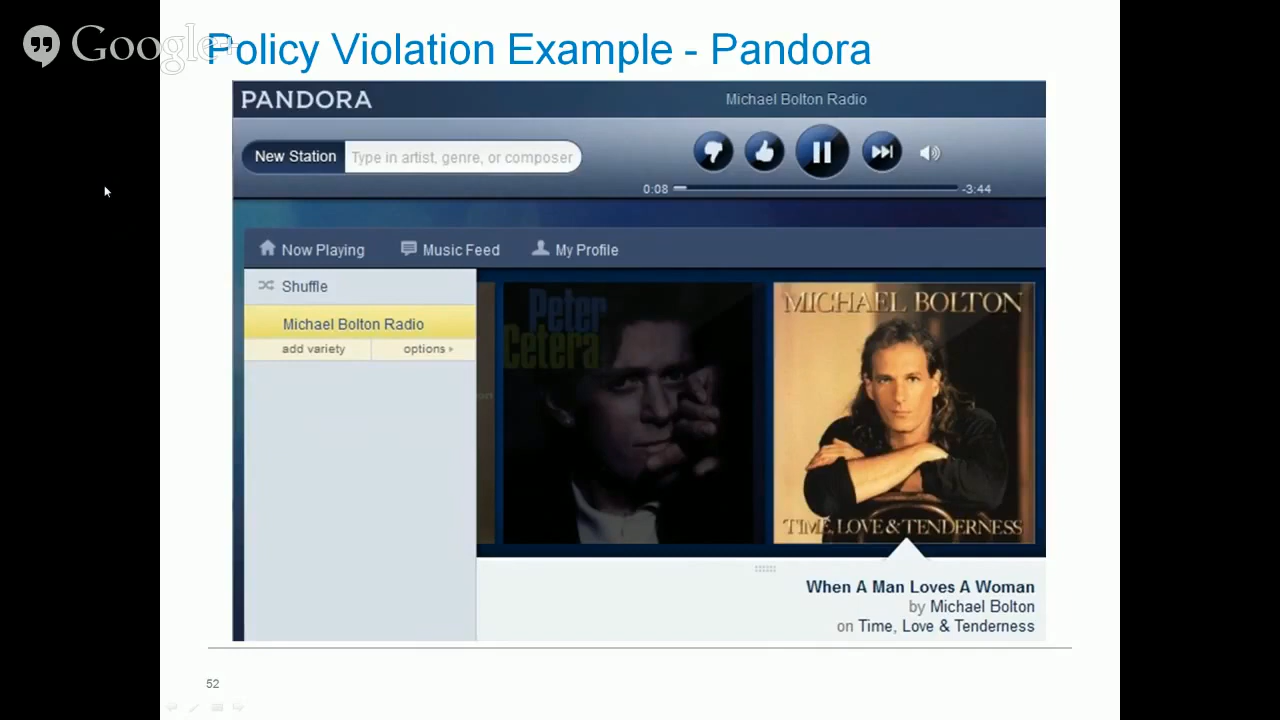 Google+
Policy Violation Example - Pandora
PANDORA
Michael Bolton Radio
New Station
Type in artist, genre, or composer
0:08
-3:44
Now Playing
Music Feed
My Profile
Shuffle
Michael Bolton Radio
add variety
options
Peter
Cetera
MICHAEL BOLTON
TIME, LOVE & TENDERNESS
When A Man Loves A Woman
by Michael Bolton
on Time, Love & Tenderness
52